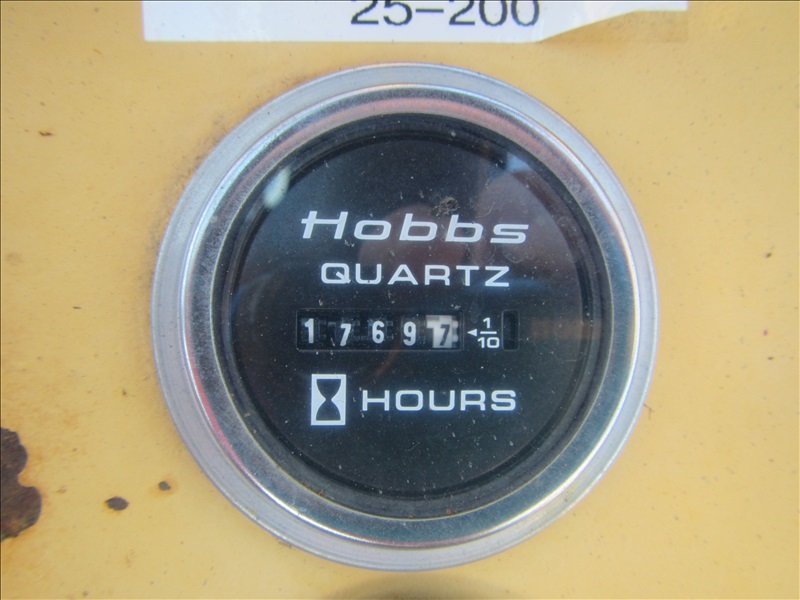 25-200
Hobbs
QUARTZ
17697 ◄1/10
HOURS